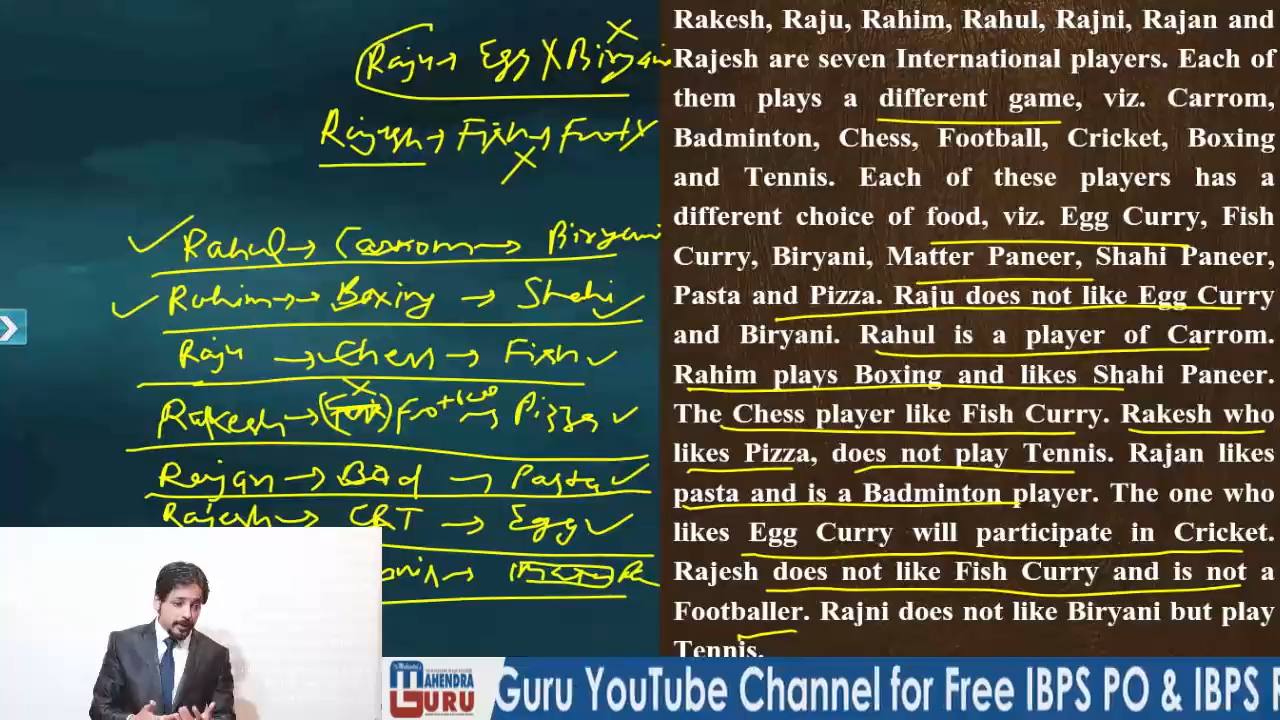 Raju → Egg X Biryani X
Rajesh → Fish → Foot X
X
✓ Rahul → Carrom → Biryani
✓ Rahim → Boxing → Shahi ✓
Raju → Chess → Fish ✓
Rakesh → Football → Pizza ✓
Rajan → Bad → Pasta ✓
Rajesh → CRT → Egg ✓
Rakesh, Raju, Rahim, Rahul, Rajni, Rajan and
Rajesh are seven International players. Each of
them plays a different game, viz. Carrom,
Badminton, Chess, Football, Cricket, Boxing
and Tennis. Each of these players has a
different choice of food, viz. Egg Curry, Fish
Curry, Biryani, Matter Paneer, Shahi Paneer,
Pasta and Pizza. Raju does not like Egg Curry
and Biryani. Rahul is a player of Carrom.
Rahim plays Boxing and likes Shahi Paneer.
The Chess player like Fish Curry. Rakesh who
likes Pizza, does not play Tennis. Rajan likes
pasta and is a Badminton player. The one who
likes Egg Curry will participate in Cricket.
Rajesh does not like Fish Curry and is not a
Footballer. Rajni does not like Biryani but play
Tennis.
MAHENDRA
GURU
Guru YouTube Channel for Free IBPS PO & IBPS